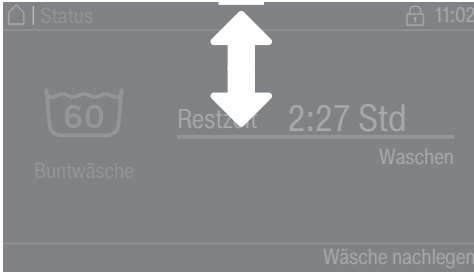 | Status 11:02
60
Restzeit 2:27 Std
Waschen
Buntwäsche
Wäsche nachlegen